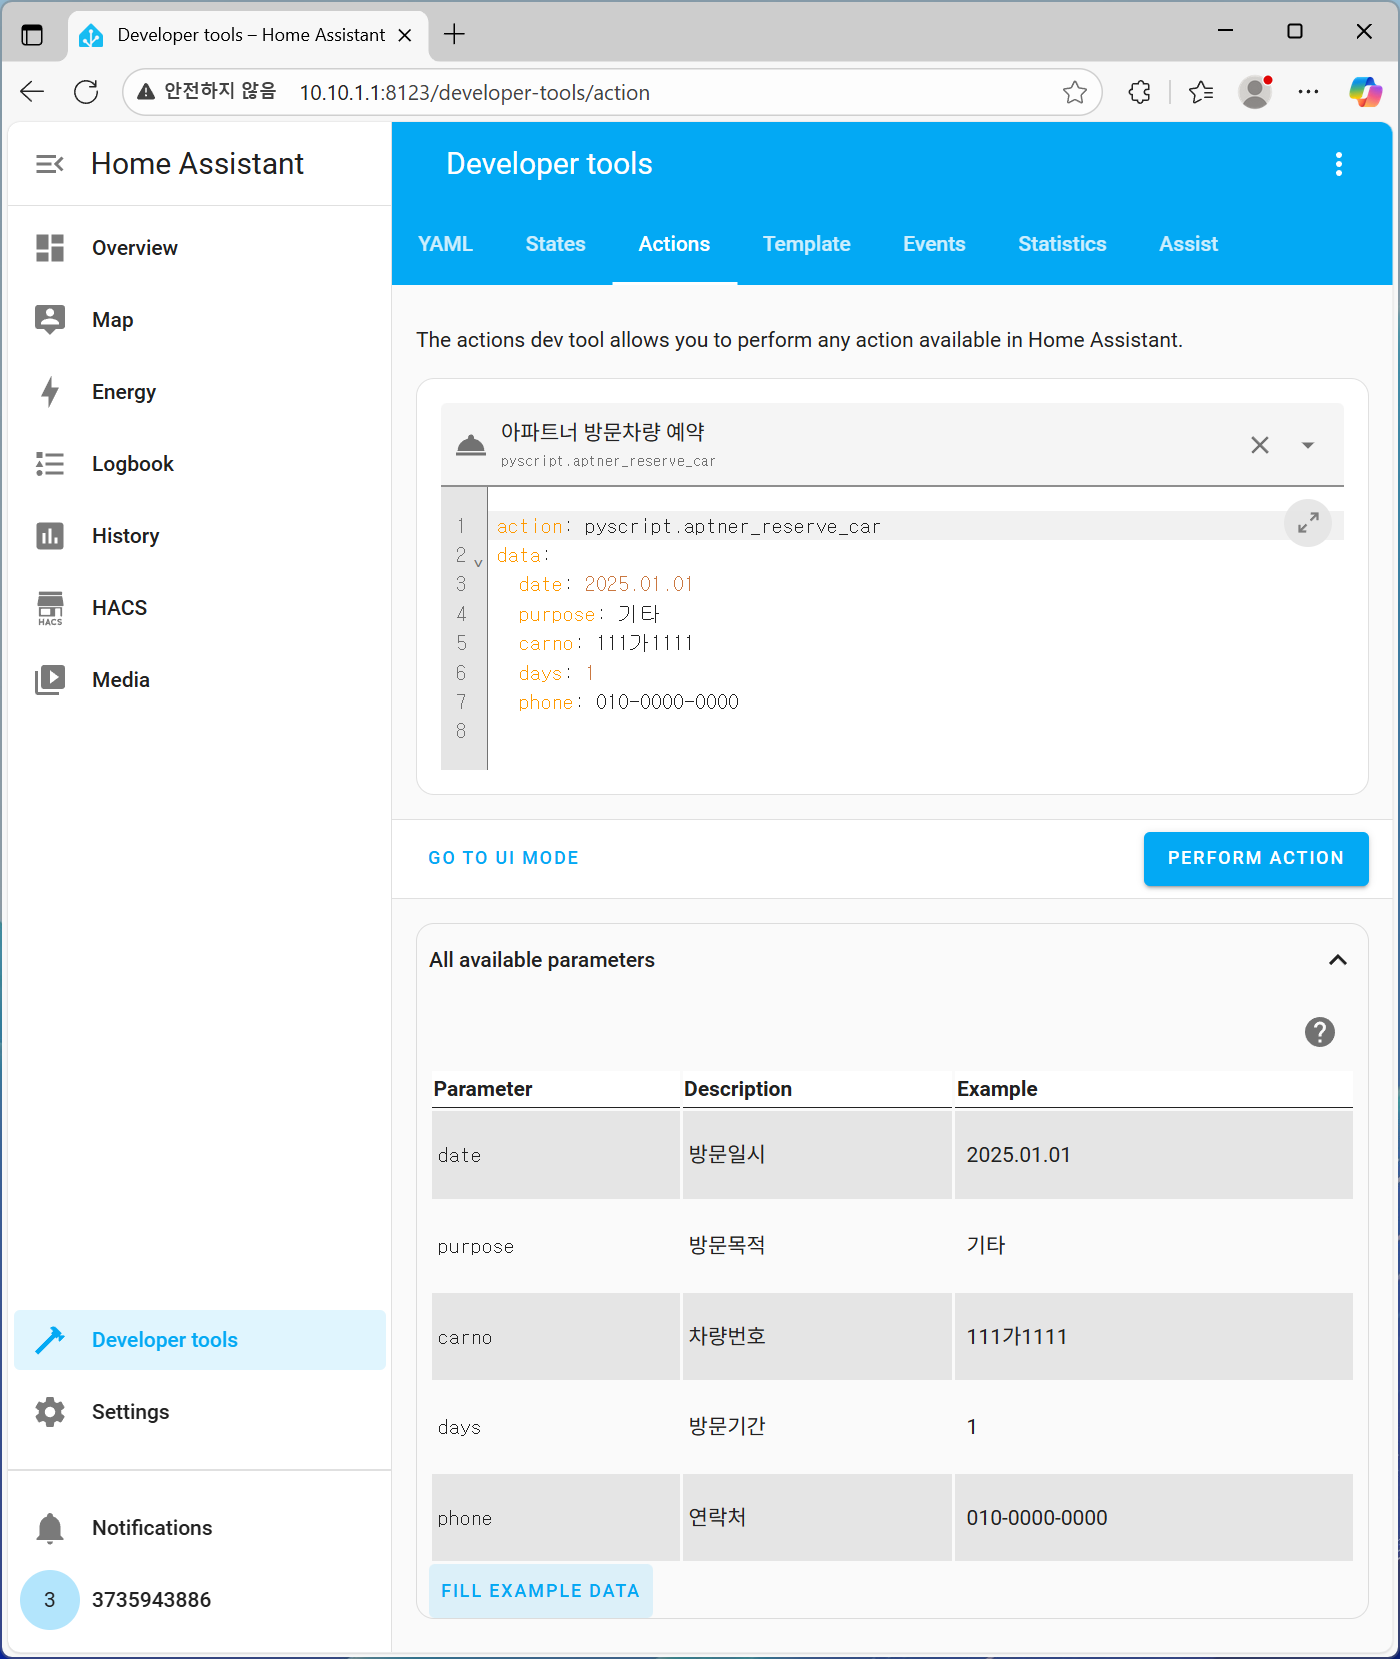 Developer tools – Home Assistant
안전하지 않음 10.10.1.1:8123/developer-tools/action
Home Assistant
Overview
Map
Energy
Logbook
History
HACS
HACS
Media
Developer tools
Settings
Notifications
3 3735943886
Developer tools
YAML States Actions Template Events Statistics Assist
The actions dev tool allows you to perform any action available in Home Assistant.
아파트너 방문차량 예약
pyscript.aptner_reserve_car
1 action: pyscript.aptner_reserve_car
2 data:
3 date: 2025.01.01
4 purpose: 기타
5 carno: 111가1111
6 days: 1
7 phone: 010-0000-0000
8
GO TO UI MODE PERFORM ACTION
All available parameters
Parameter Description Example
date 방문일시 2025.01.01
purpose 방문목적 기타
carno 차량번호 111가1111
days 방문기간 1
phone 연락처 010-0000-0000
FILL EXAMPLE DATA